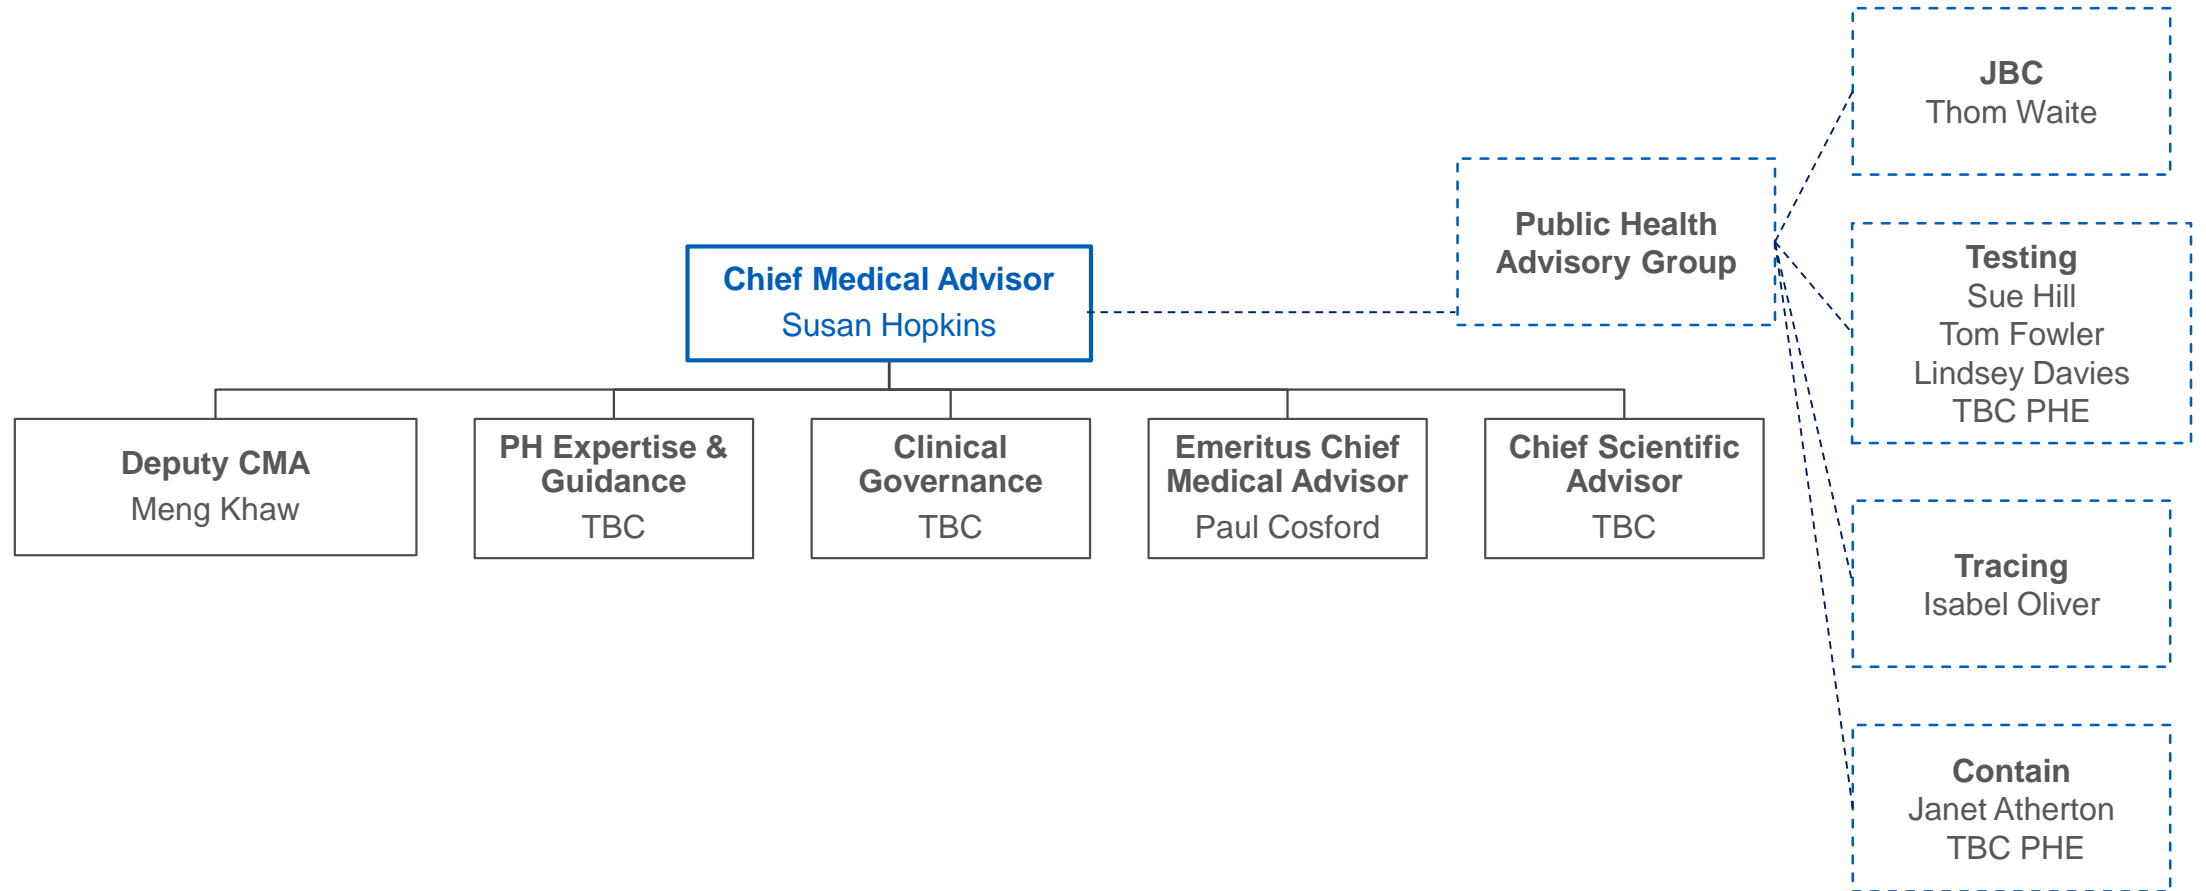 JBC
Thom Waite
Public Health
Advisory Group
Testing
Sue Hill
Tom Fowler
Lindsey Davies
TBC PHE
Chief Medical Advisor
Susan Hopkins
Deputy CMA
Meng Khaw
PH Expertise &
Guidance
TBC
Clinical
Governance
TBC
Emeritus Chief
Medical Advisor
Paul Cosford
Chief Scientific
Advisor
TBC
Tracing
Isabel Oliver
Contain
Janet Atherton
TBC PHE